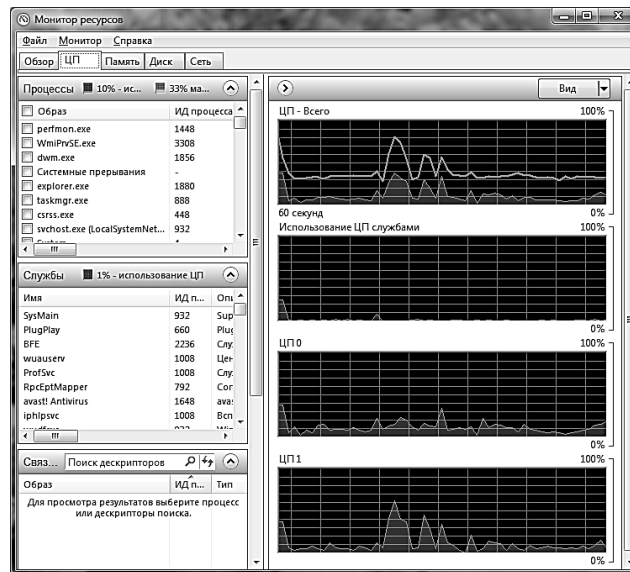 Монитор ресурсов
Файл Монитор Справка
Обзор ЦП Память Диск Сеть
Процессы 10% - ис... 33% ма...
Образ ИД процесса
perfmon.exe 1448
WmiPrvSE.exe 3308
dwm.exe 1856
Системные прерывания -
explorer.exe 1880
taskmgr.exe 888
csrss.exe 448
svchost.exe (LocalSystemNet... 932
Службы 1% - использование ЦП
Имя ИД п... Опи
SysMain 932 Sup
PlugPlay 660 Plug
BFE 2236 Слу
wuauserv 1008 Цен
ProfSvc 1008 Слу
RpcEptMapper 792 Соп
avast! Antivirus 1648 avas
iphlpsvc 1008 Всп
Связ... Поиск дескрипторов
Образ ИД п... Тип
Для просмотра результатов выберите процесс
или дескрипторы поиска.
Вид
ЦП - Всего 100%
60 секунд 0%
Использование ЦП службами 100%
0%
ЦП 0 100%
0%
ЦП 1 100%
0%